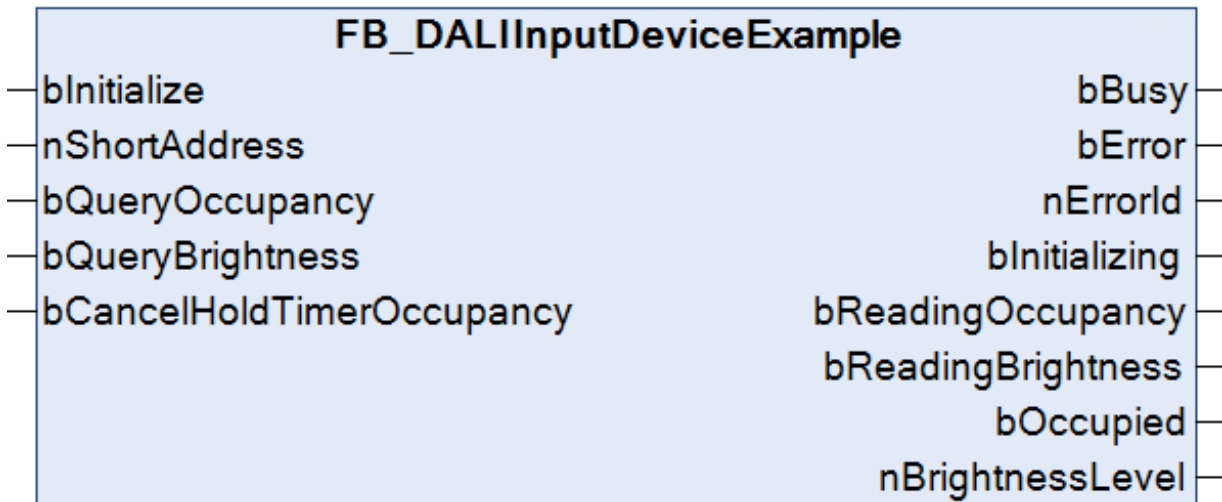 FB_DALIInputDeviceExample
bInitialize bBusy
nShortAddress bError
bQueryOccupancy nErrorId
bQueryBrightness bInitializing
bCancelHoldTimerOccupancy bReadingOccupancy
bReadingBrightness
bOccupied
nBrightnessLevel